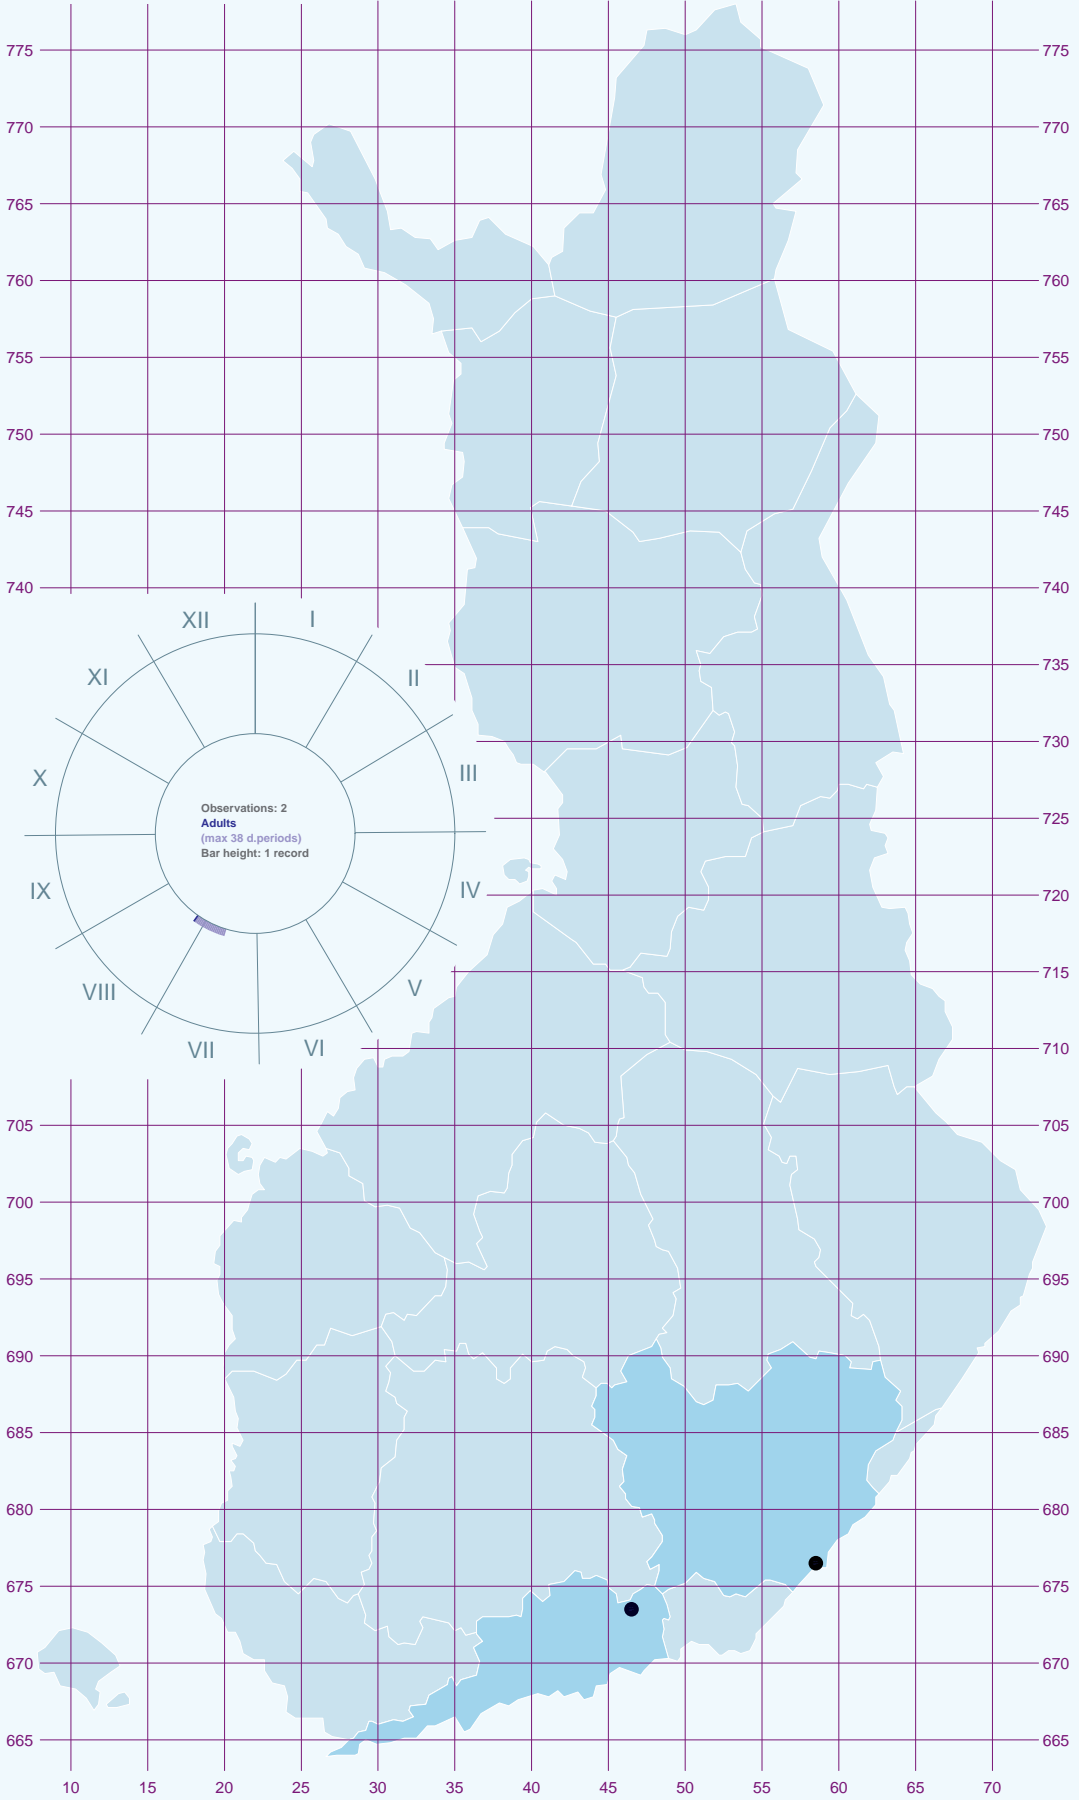 775 775
770 770
765 765
760 760
755 755
750 750
745 745
740 740
XII I
XI II
735
730
X III
725
Observations: 2
Adults
(max 38 d.periods)
Bar height: 1 record
IX IV
720
715
VIII V
VII VI
710
705 705
700 700
695 695
690 690
685 685
680 680
675 675
670 670
665 665
10 15 20 25 30 35 40 45 50 55 60 65 70